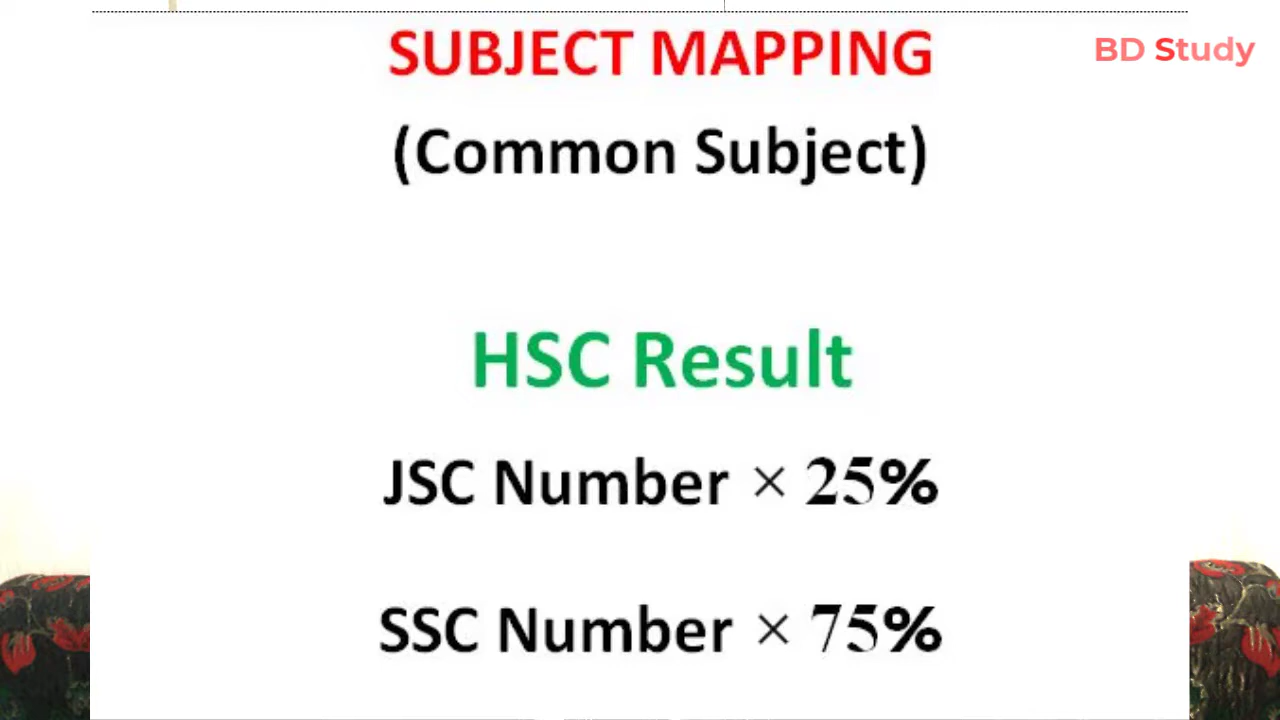 SUBJECT MAPPING
BD Study
(Common Subject)
HSC Result
JSC Number × 25%
SSC Number × 75%